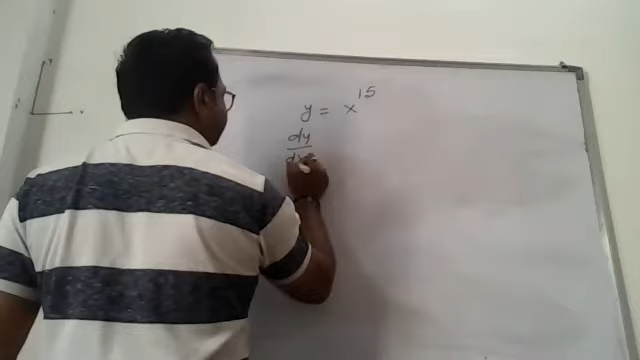 y = x^15
dy
dx